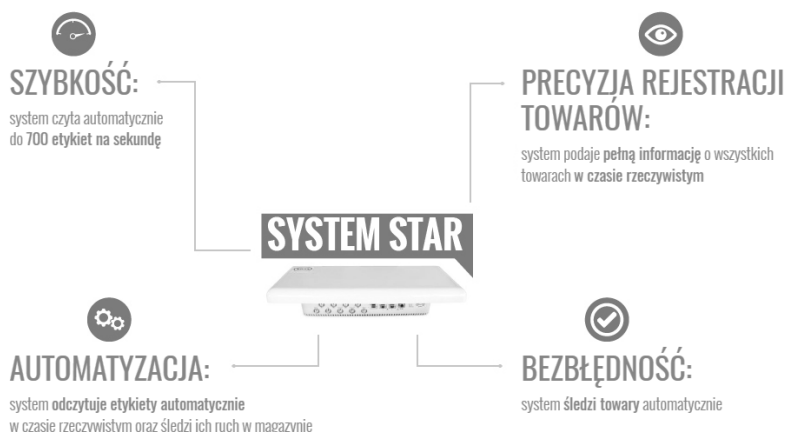 SZYBKOŚĆ:
system czyta automatycznie
do 700 etykiet na sekundę
PRECYZJA REJESTRACJI
TOWARÓW:
system podaje pełną informację o wszystkich
towarach w czasie rzeczywistym
SYSTEM STAR
AUTOMATYZACJA:
system odczytuje etykiety automatycznie
w czasie rzeczywistym oraz śledzi ich ruch w magazynie
BEZBŁĘDNOŚĆ:
system śledzi towary automatycznie